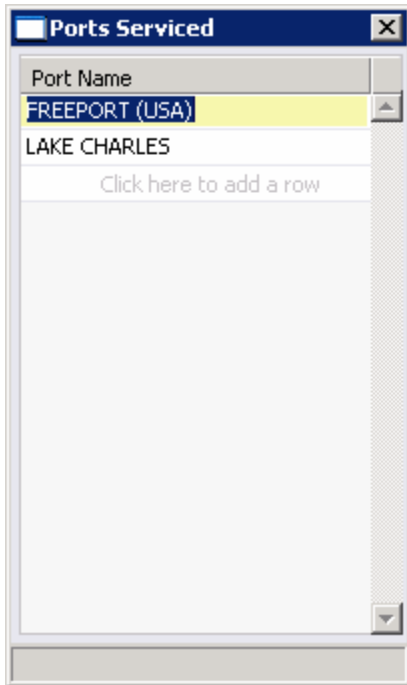 Ports Serviced
Port Name
FREEPORT (USA)
LAKE CHARLES
Click here to add a row